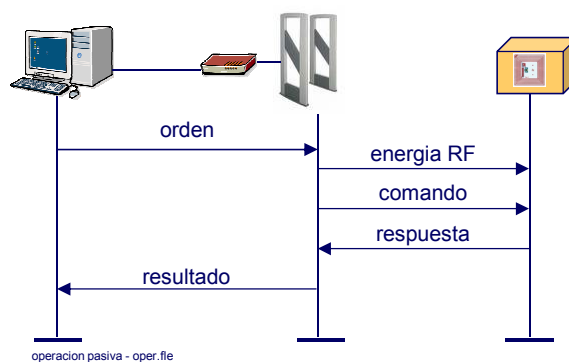 orden
energia RF
comando
respuesta
resultado
operacion pasiva - oper.fle